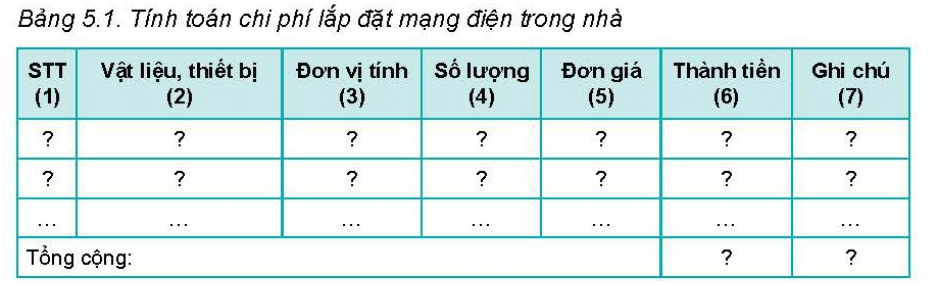 Bảng 5.1. Tính toán chi phí lắp đặt mạng điện trong nhà
STT Vật liệu, thiết bị Đơn vị tính Số lượng Đơn giá Thành tiền Ghi chú
(1) (2) (3) (4) (5) (6) (7)
? ? ? ? ? ? ?
? ? ? ? ? ? ?
... ... ... ... ... ... ...
Tổng cộng: ? ?